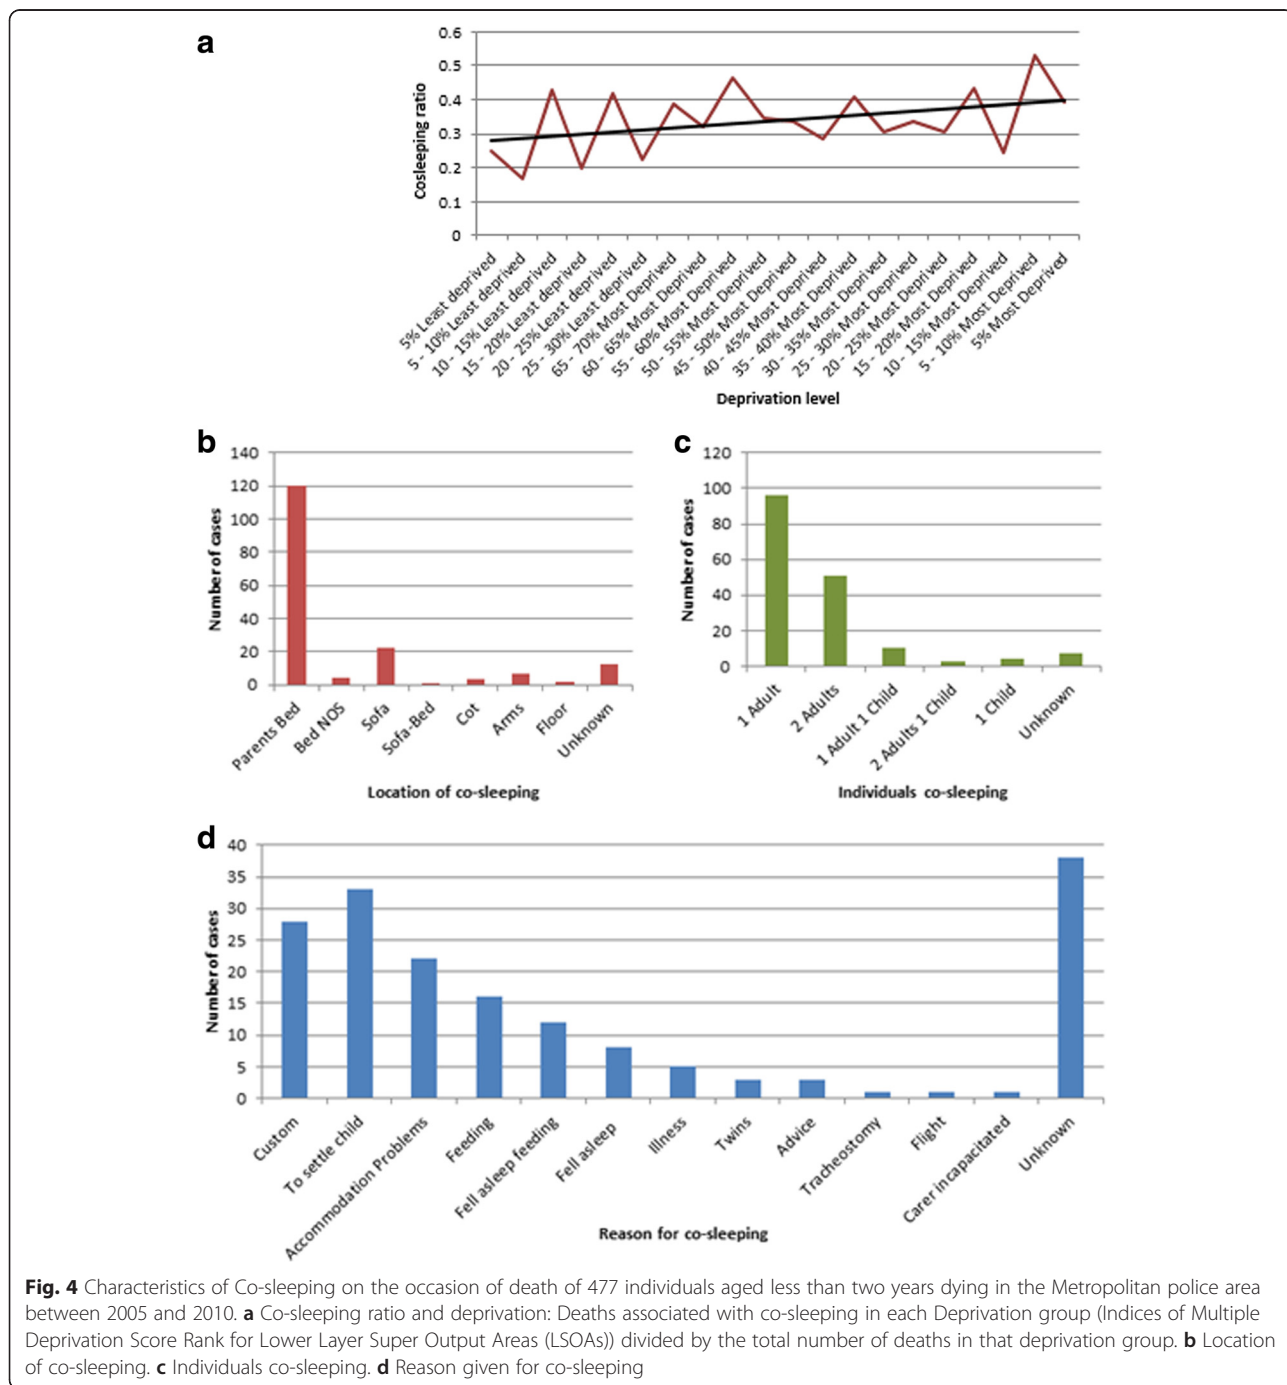 a
0.6
0.5
0.4
0.3
0.2
0.1
0
Cosleeping ratio
5% Least deprived
5 - 10% Least deprived
10 - 15% Least deprived
15 - 20% Least deprived
20 - 25% Least deprived
25 - 30% Least deprived
65 - 70% Most Deprived
60 - 65% Most Deprived
55 - 60% Most Deprived
50 - 55% Most Deprived
45 - 50% Most Deprived
40 - 45% Most Deprived
35 - 40% Most Deprived
30 - 35% Most Deprived
25 - 30% Most Deprived
20 - 25% Most Deprived
15 - 20% Most Deprived
10 - 15% Most Deprived
5 - 10% Most Deprived
5% Most Deprived
Deprivation level
b
140
120
100
80
60
40
20
0
Number of cases
Parents Bed
Bed NOS
Sofa
Sofa-Bed
Cot
Arms
Floor
Unknown
Location of co-sleeping
c
120
100
80
60
40
20
0
Number of cases
1 Adult
2 Adults
1 Adult 1 Child
2 Adults 1 Child
1 Child
Unknown
Individuals co-sleeping
d
40
35
30
25
20
15
10
5
0
Number of cases
Custom
To settle child
Accommodation Problems
Feeding
Fell asleep feeding
Fell asleep
Illness
Twins
Advice
Tracheostomy
Flight
Carer incapacitated
Unknown
Reason for co-sleeping
Fig. 4 Characteristics of Co-sleeping on the occasion of death of 477 individuals aged less than two years dying in the Metropolitan police area
between 2005 and 2010. a Co-sleeping ratio and deprivation: Deaths associated with co-sleeping in each Deprivation group (Indices of Multiple
Deprivation Score Rank for Lower Layer Super Output Areas (LSOAs)) divided by the total number of deaths in that deprivation group. b Location
of co-sleeping. c Individuals co-sleeping. d Reason given for co-sleeping